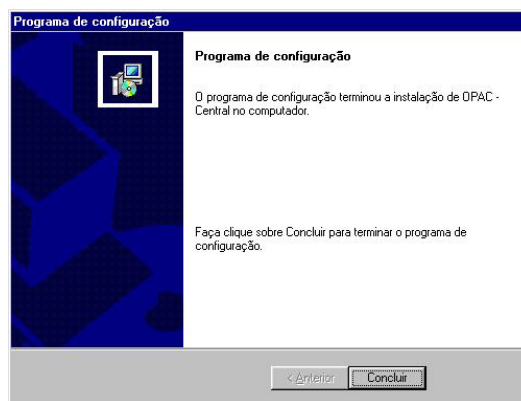 Programa de configuração
Programa de configuração
O programa de configuração terminou a instalação de OPAC -
Central no computador.
Faça clique sobre Concluir para terminar o programa de
configuração.
< Anterior
Concluir